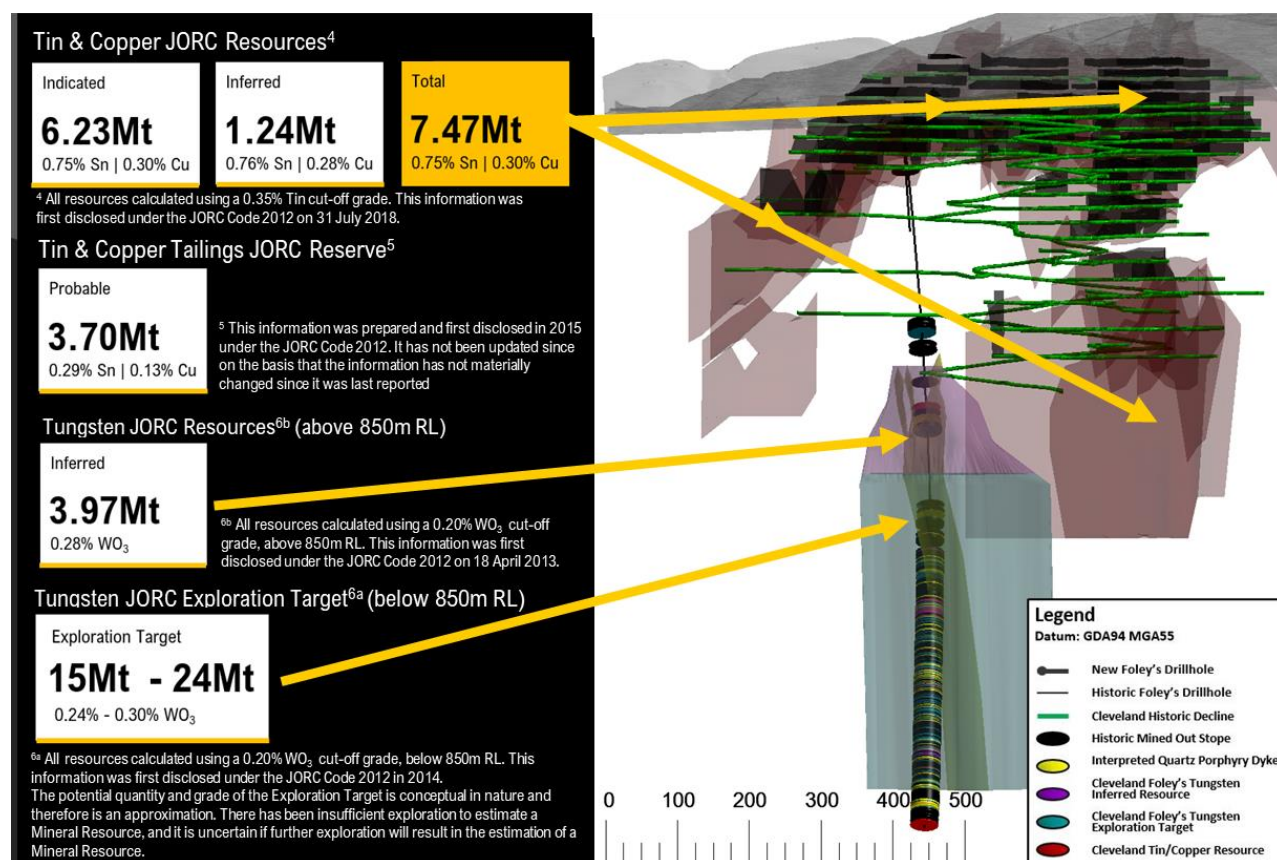 Tin & Copper JORC Resources⁴
Indicated
6.23Mt
0.75% Sn | 0.30% Cu
Inferred
1.24Mt
0.76% Sn | 0.28% Cu
Total
7.47Mt
0.75% Sn | 0.30% Cu
⁴ All resources calculated using a 0.35% Tin cut-off grade. This information was
first disclosed under the JORC Code 2012 on 31 July 2018.
Tin & Copper Tailings JORC Reserve⁵
Probable
3.70Mt
0.29% Sn | 0.13% Cu
⁵ This information was prepared and first disclosed in 2015
under the JORC Code 2012. It has not been updated since
on the basis that the information has not materially
changed since it was last reported
Tungsten JORC Resources⁶ᵇ (above 850m RL)
Inferred
3.97Mt
0.28% WO₃
⁶ᵇ All resources calculated using a 0.20% WO₃ cut-off
grade, above 850m RL. This information was first
disclosed under the JORC Code 2012 on 18 April 2013.
Tungsten JORC Exploration Target⁶ᵃ (below 850m RL)
Exploration Target
15Mt - 24Mt
0.24% - 0.30% WO₃
⁶ᵃ All resources calculated using a 0.20% WO₃ cut-off grade, below 850m RL. This
information was first disclosed under the JORC Code 2012 in 2014.
The potential quantity and grade of the Exploration Target is conceptual in nature and
therefore is an approximation. There has been insufficient exploration to estimate a
Mineral Resource, and it is uncertain if further exploration will result in the estimation of a
Mineral Resource.
0 100 200 300 400 500
Legend
Datum: GDA94 MGA55
New Foley's Drillhole
Historic Foley's Drillhole
Cleveland Historic Decline
Historic Mined Out Stope
Interpreted Quartz Porphyry Dyke
Cleveland Foley's Tungsten
Inferred Resource
Cleveland Foley's Tungsten
Exploration Target
Cleveland Tin/Copper Resource